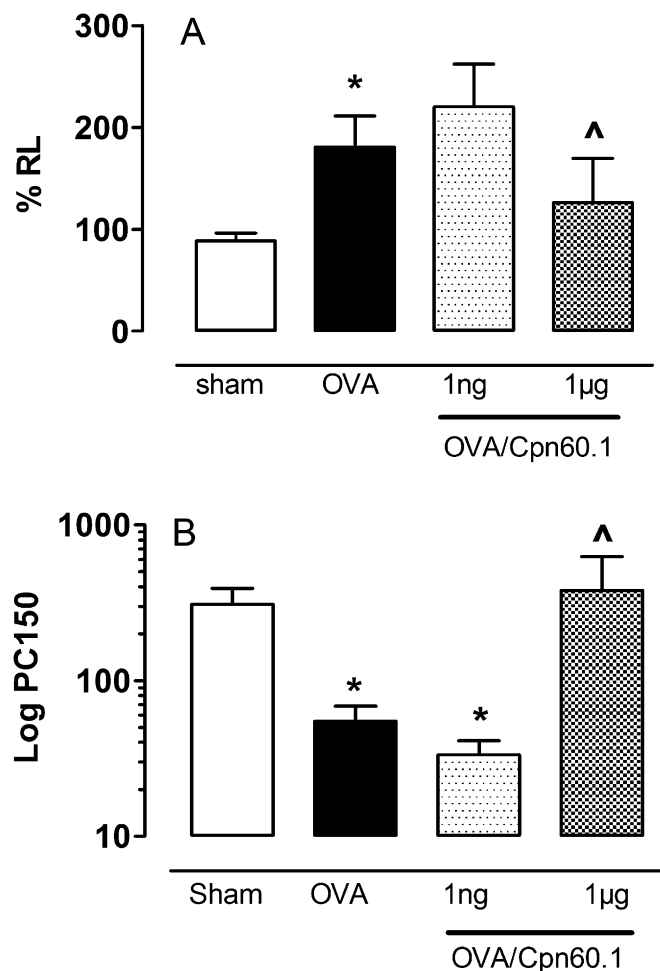 A
300
200
100
0
% RL
*
^
sham OVA 1ng 1µg
OVA/Cpn60.1
B
1000
100
10
Log PC150
*
*
^
Sham OVA 1ng 1µg
OVA/Cpn60.1